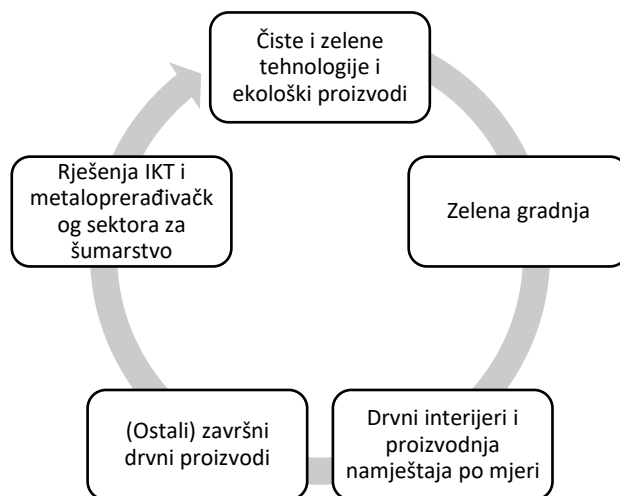 Čiste i zelene
tehnologije i
ekološki proizvodi
Zelena gradnja
Drvni interijeri i
proizvodnja
namještaja po mjeri
(Ostali) završni
drvni proizvodi
Rješenja IKT i
metaloprerađivačk
og sektora za
šumarstvo